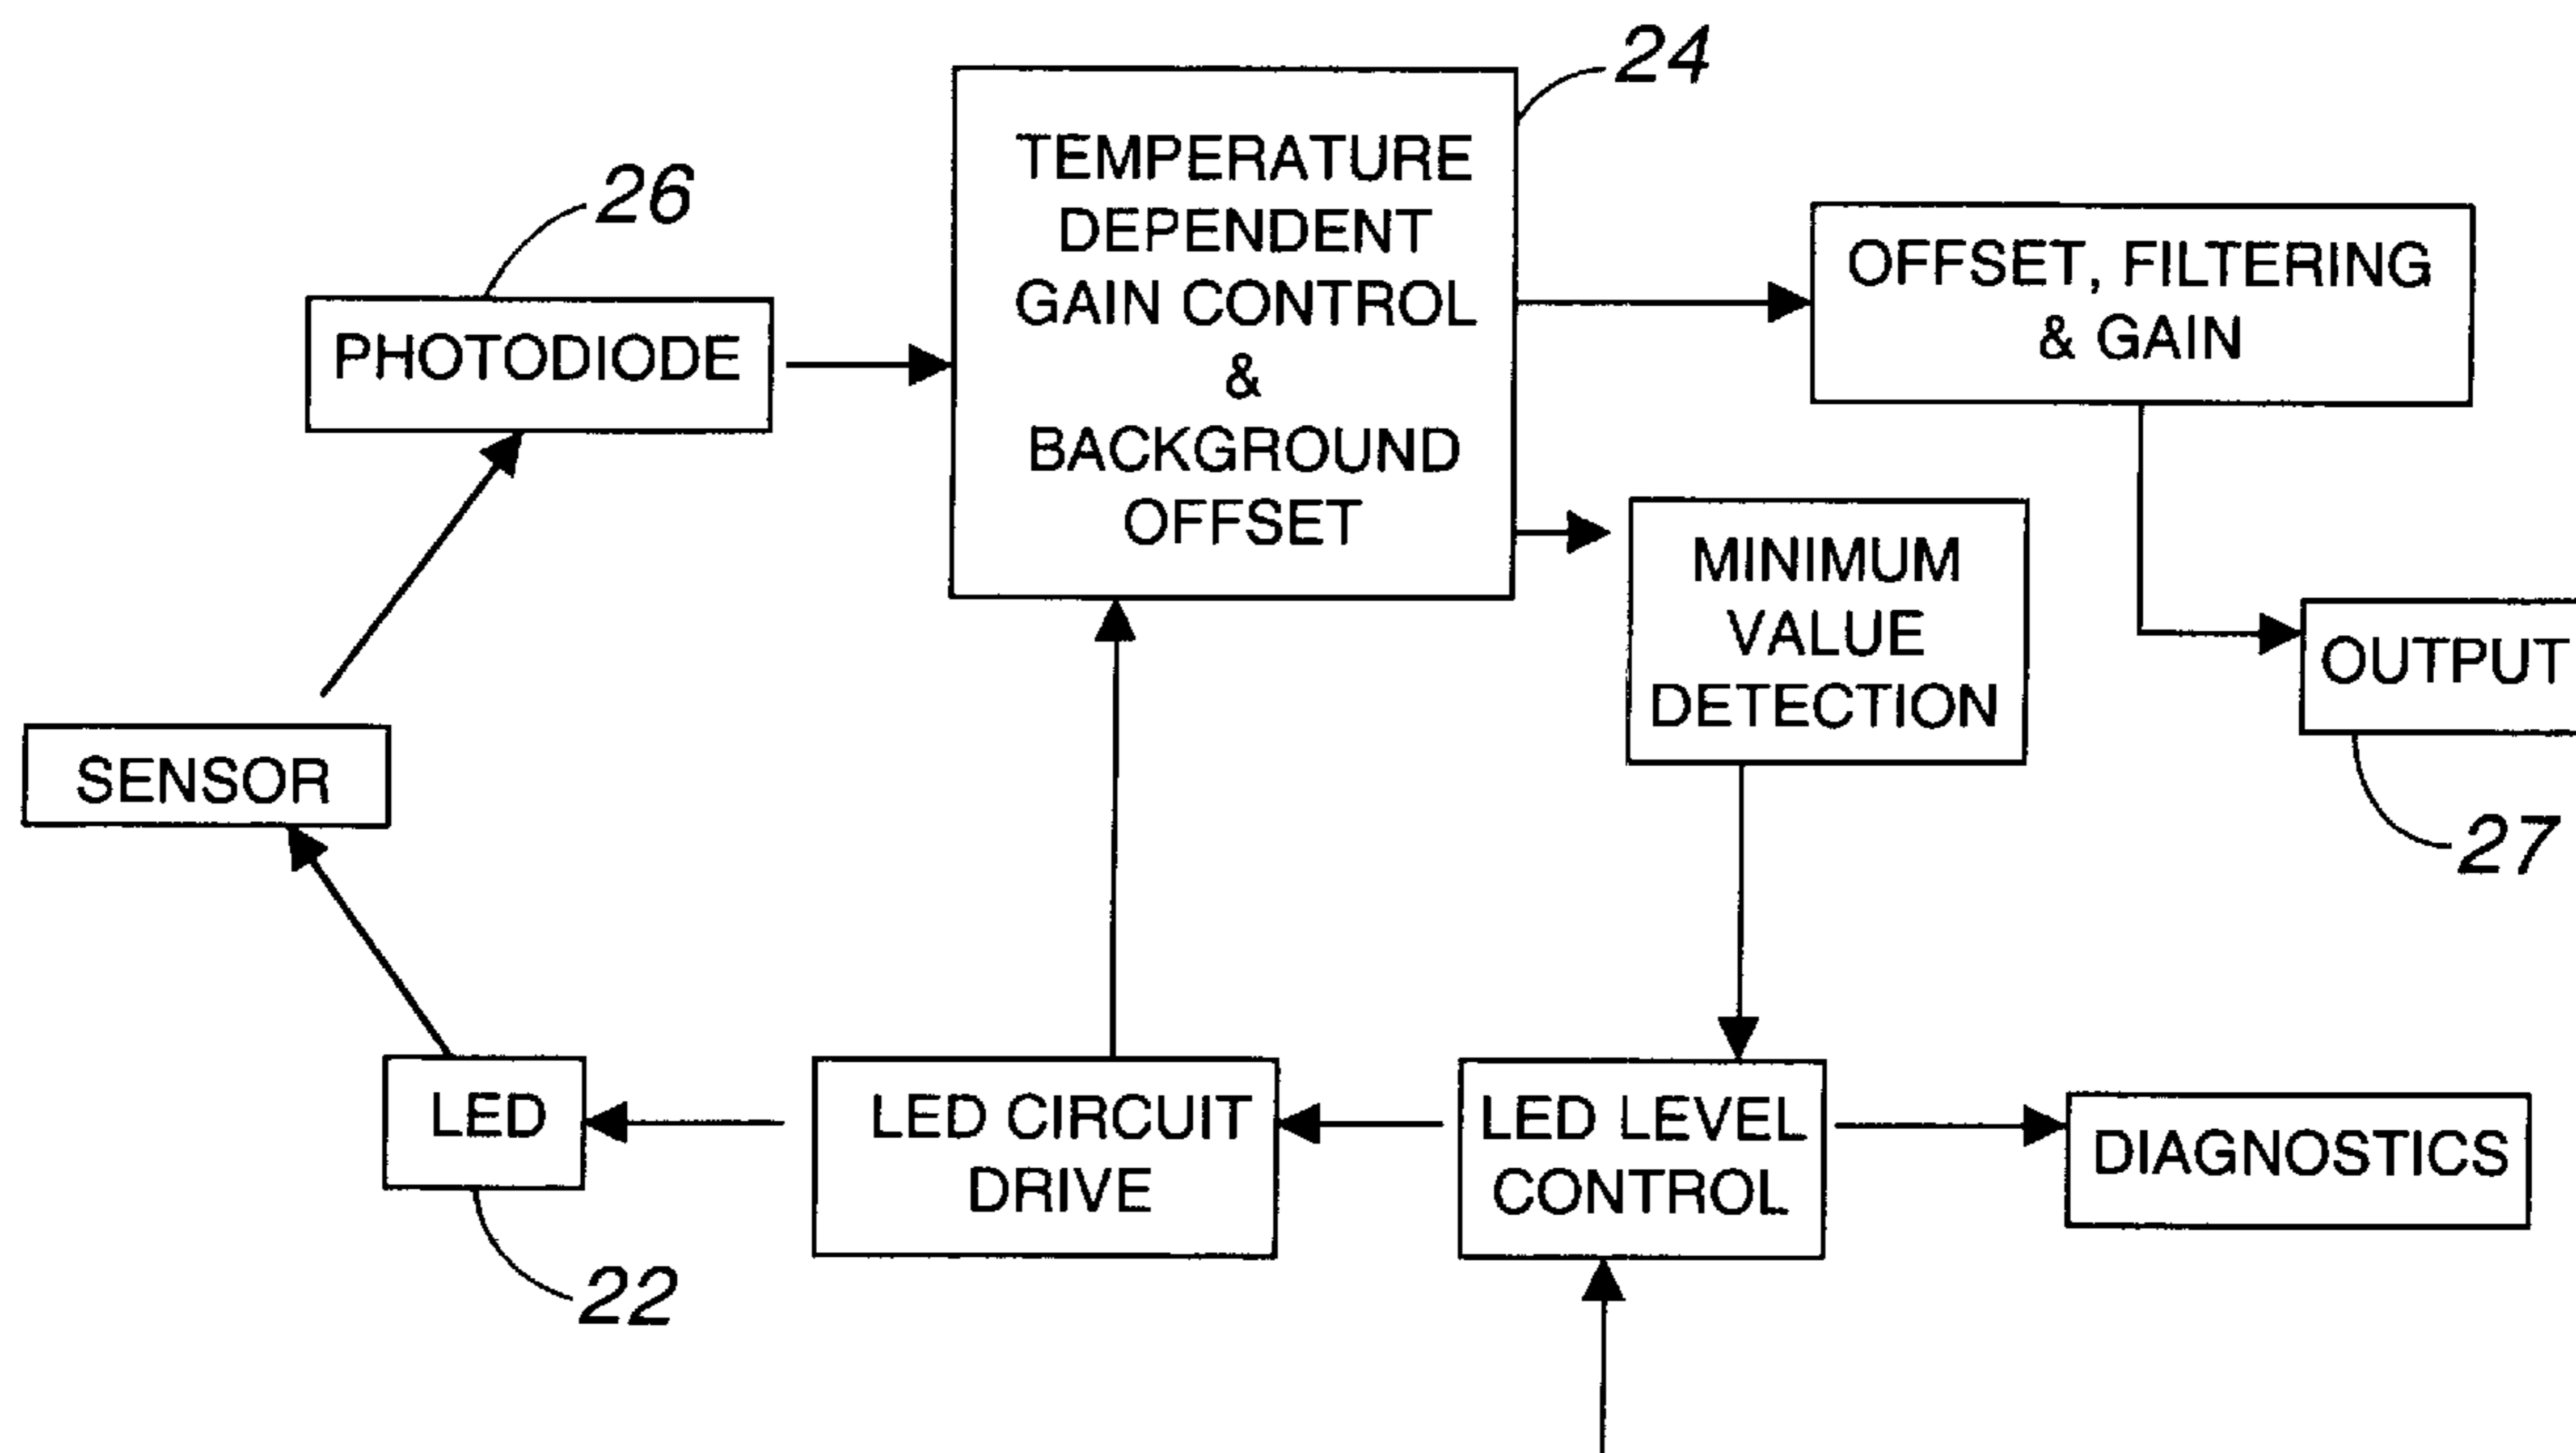 24
TEMPERATURE
DEPENDENT
GAIN CONTROL
&
BACKGROUND
OFFSET
26
PHOTODIODE
OFFSET, FILTERING
& GAIN
MINIMUM
VALUE
DETECTION
OUTPUT
27
SENSOR
LED
22
LED CIRCUIT
DRIVE
LED LEVEL
CONTROL
DIAGNOSTICS